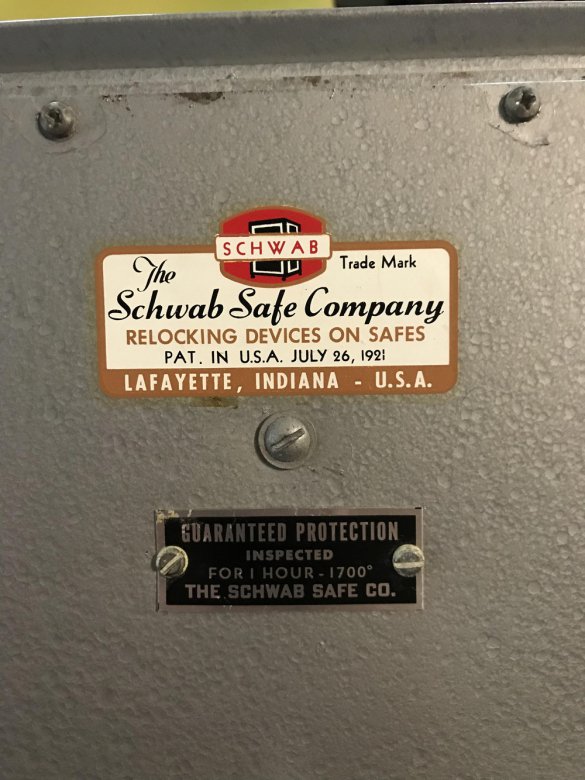 SCHWAB
The
Trade Mark
Schwab Safe Company
RELOCKING DEVICES ON SAFES
PAT. IN U.S.A. JULY 26, 1921
LAFAYETTE, INDIANA - U.S.A.
GUARANTEED PROTECTION
INSPECTED
FOR 1 HOUR - 1700°
THE SCHWAB SAFE CO.